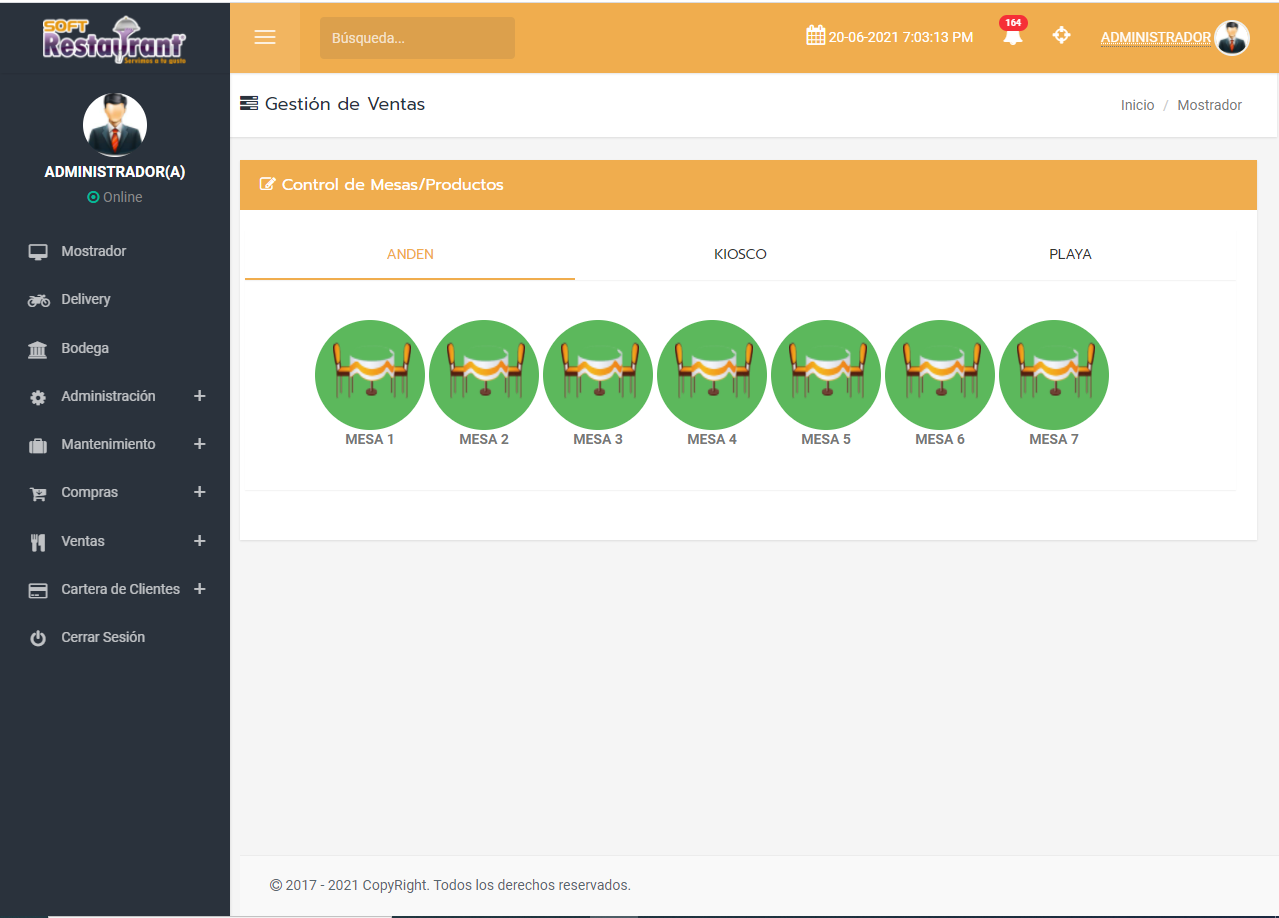 SOFT
Restaurant
Servimos a tu gusto
Búsqueda...
20-06-2021 7:03:13 PM
164
ADMINISTRADOR
Gestión de Ventas
Inicio / Mostrador
ADMINISTRADOR(A)
Online
Mostrador
Delivery
Bodega
Administración +
Mantenimiento +
Compras +
Ventas +
Cartera de Clientes +
Cerrar Sesión
Control de Mesas/Productos
ANDEN KIOSCO PLAYA
MESA 1 MESA 2 MESA 3 MESA 4 MESA 5 MESA 6 MESA 7
© 2017 - 2021 CopyRight. Todos los derechos reservados.